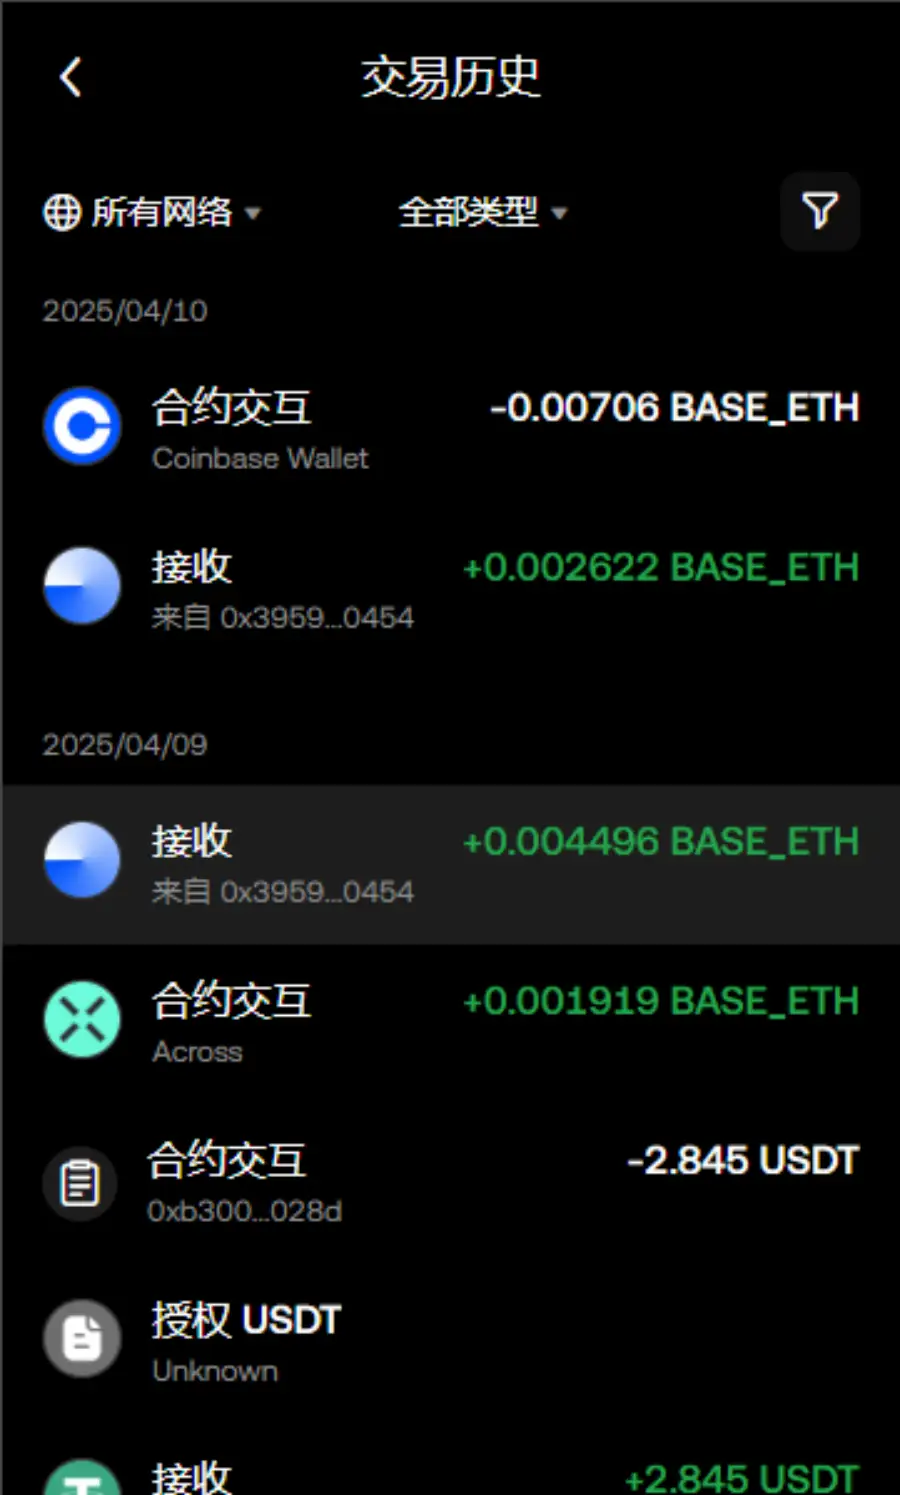 交易历史
所有网络
全部类型
2025/04/10
合约交互
-0.00706 BASE_ETH
Coinbase Wallet
接收
+0.002622 BASE_ETH
来自 0x3959...0454
2025/04/09
接收
+0.004496 BASE_ETH
来自 0x3959...0454
合约交互
+0.001919 BASE_ETH
Across
合约交互
-2.845 USDT
0xb300...028d
授权 USDT
Unknown
接收
+2.845 USDT